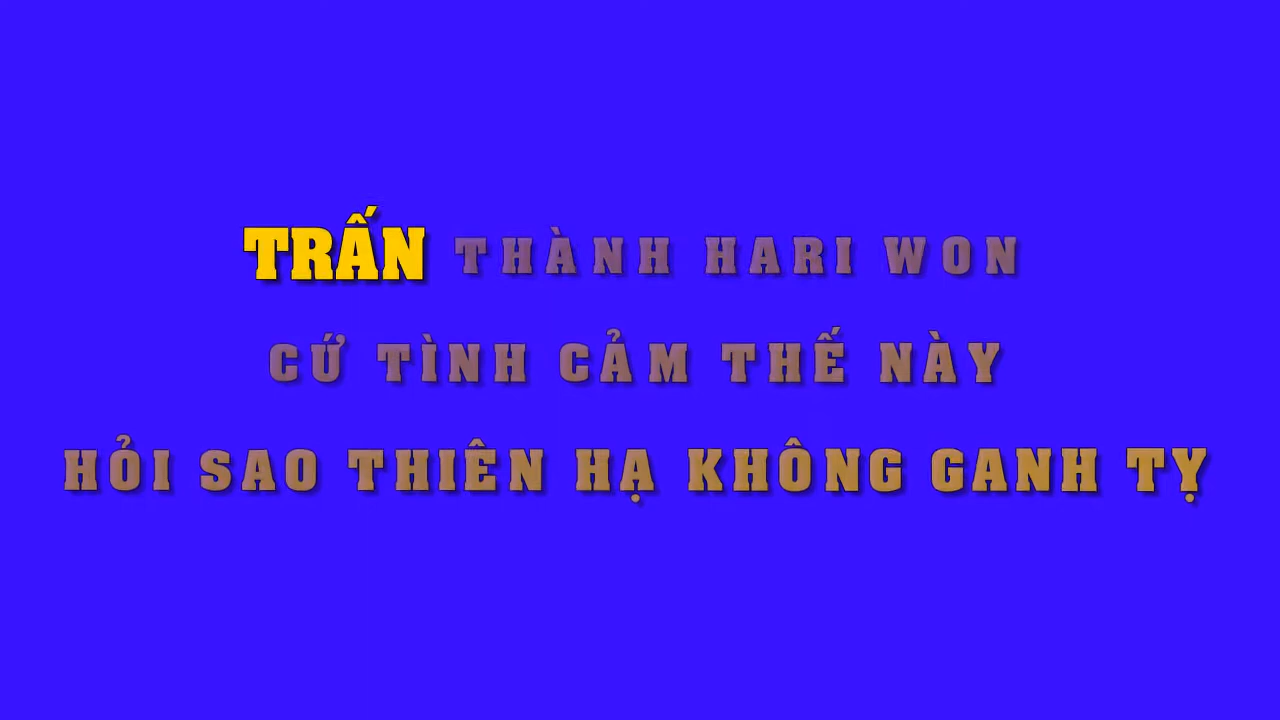 TRẤN THÀNH HARI WON
CỨ TÌNH CẢM THẾ NÀY
HỎI SAO THIÊN HẠ KHÔNG GANH TỴ